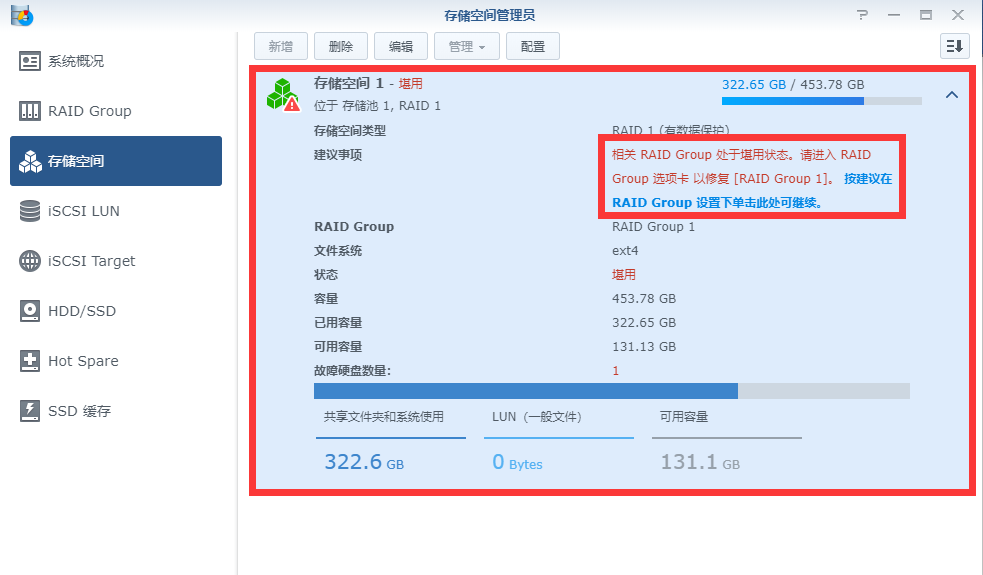 存储空间管理员
新增 删除 编辑 管理 配置
系统概况
RAID Group
存储空间
iSCSI LUN
iSCSI Target
HDD/SSD
Hot Spare
SSD 缓存
存储空间 1 - 堪用
322.65 GB / 453.78 GB
位于 存储池 1, RAID 1
存储空间类型 RAID 1 (有数据保护)
建议事项 相关 RAID Group 处于堪用状态。请进入 RAID
Group 选项卡 以修复 [RAID Group 1]。 按建议在
RAID Group 设置下单击此处可继续。
RAID Group RAID Group 1
文件系统 ext4
状态 堪用
容量 453.78 GB
已用容量 322.65 GB
可用容量 131.13 GB
故障硬盘数量: 1
共享文件夹和系统使用 LUN（一般文件） 可用容量
322.6 GB 0 Bytes 131.1 GB